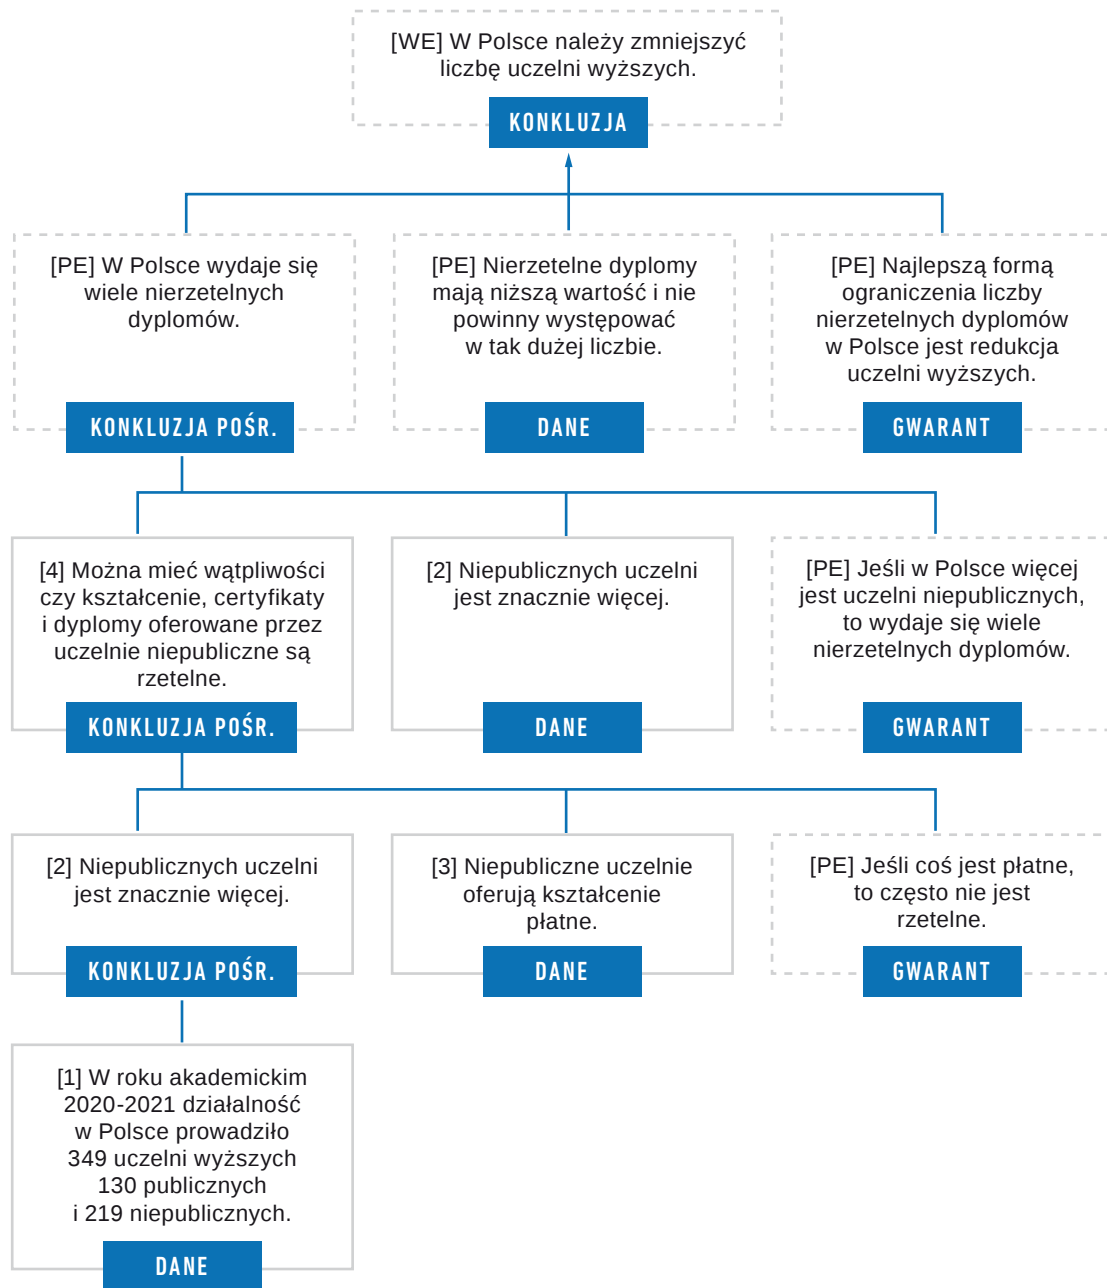 [WE] W Polsce należy zmniejszyć
liczbę uczelni wyższych.
KONKLUZJA
[PE] W Polsce wydaje się
wiele nierzetelnych
dyplomów.
KONKLUZJA POŚR.
[PE] Nierzetelne dyplomy
mają niższą wartość i nie
powinny występować
w tak dużej liczbie.
DANE
[PE] Najlepszą formą
ograniczenia liczby
nierzetelnych dyplomów
w Polsce jest redukcja
uczelni wyższych.
GWARANT
[4] Można mieć wątpliwości
czy kształcenie, certyfikaty
i dyplomy oferowane przez
uczelnie niepubliczne są
rzetelne.
KONKLUZJA POŚR.
[2] Niepublicznych uczelni
jest znacznie więcej.
DANE
[PE] Jeśli w Polsce więcej
jest uczelni niepublicznych,
to wydaje się wiele
nierzetelnych dyplomów.
GWARANT
[2] Niepublicznych uczelni
jest znacznie więcej.
KONKLUZJA POŚR.
[3] Niepubliczne uczelnie
oferują kształcenie
płatne.
DANE
[PE] Jeśli coś jest płatne,
to często nie jest
rzetelne.
GWARANT
[1] W roku akademickim
2020-2021 działalność
w Polsce prowadziło
349 uczelni wyższych
130 publicznych
i 219 niepublicznych.
DANE